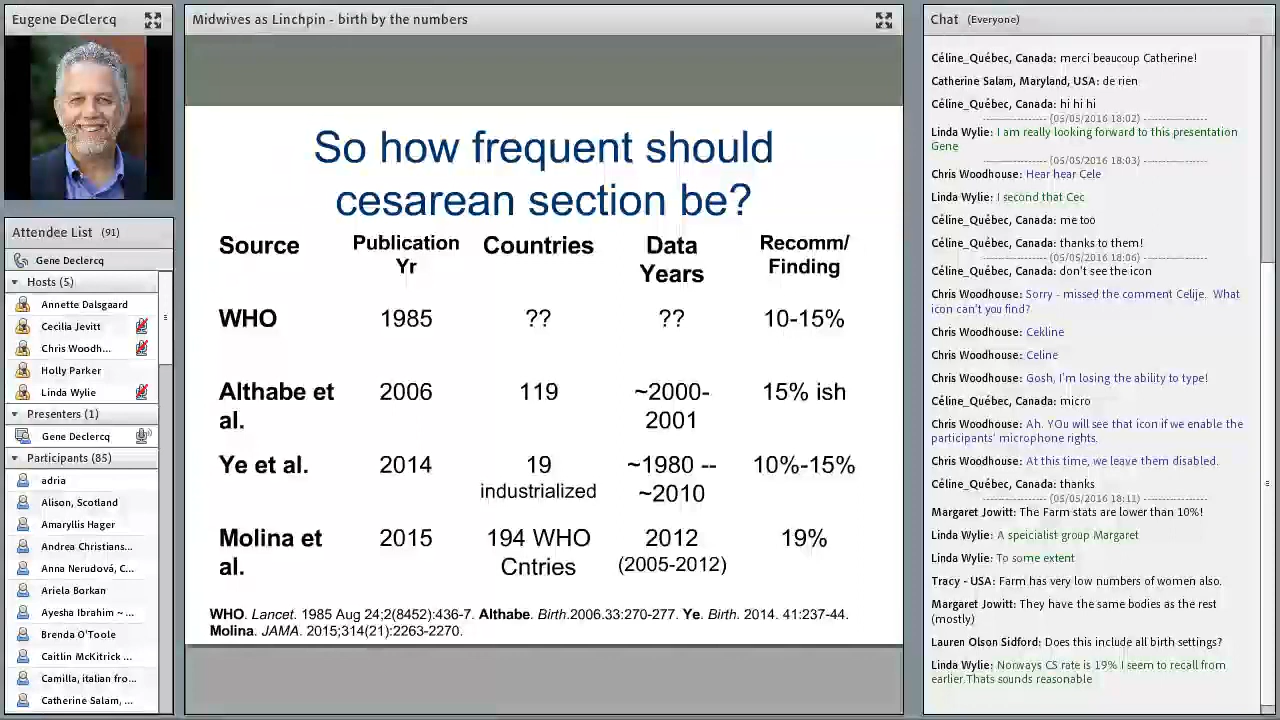 Eugene DeClercq
Attendee List (91)
Gene Declercq
Hosts (5)
Annette Dalsgaard
Cecilia Jevitt
Chris Woodh...
Holly Parker
Linda Wylie
Presenters (1)
Gene Declercq
Participants (85)
adria
Alison, Scotland
Amaryllis Hager
Andrea Christians...
Anna Nerudová, C...
Ariela Borkan
Ayesha Ibrahim ~ ...
Brenda O'Toole
Caitlin McKitrick ...
Camilla, italian fro...
Catherine Salam, ...
Midwives as Linchpin - birth by the numbers
So how frequent should
cesarean section be?
Source Publication Countries Data Recomm/
Yr Years Finding
WHO 1985 ?? ?? 10-15%
Althabe et 2006 119 ~2000- 15% ish
al. 2001
Ye et al. 2014 19 ~1980 -- 10%-15%
industrialized ~2010
Molina et 2015 194 WHO 2012 19%
al. Cntries (2005-2012)
WHO. Lancet. 1985 Aug 24;2(8452):436-7. Althabe. Birth.2006.33:270-277. Ye. Birth. 2014. 41:237-44.
Molina. JAMA. 2015;314(21):2263-2270.
Chat (Everyone)
Céline_Québec, Canada: merci beaucoup Catherine!
Catherine Salam, Maryland, USA: de rien
Céline_Québec, Canada: hi hi hi
------------------- (05/05/2016 18:02) -------------------
Linda Wylie: I am really looking forward to this presentation
Gene
------------------- (05/05/2016 18:03) -------------------
Chris Woodhouse: Hear hear Cele
Linda Wylie: I second that Cec
Céline_Québec, Canada: me too
Céline_Québec, Canada: thanks to them!
------------------- (05/05/2016 18:06) -------------------
Céline_Québec, Canada: don't see the icon
Chris Woodhouse: Sorry - missed the comment Celije. What
icon can't you find?
Chris Woodhouse: Cekline
Chris Woodhouse: Celine
Chris Woodhouse: Gosh, I'm losing the ability to type!
Céline_Québec, Canada: micro
Chris Woodhouse: Ah. YOu will see that icon if we enable the
participants' microphone rights.
Chris Woodhouse: At this time, we leave them disabled.
Céline_Québec, Canada: thanks
------------------- (05/05/2016 18:11) -------------------
Margaret Jowitt: The Farm stats are lower than 10%!
Linda Wylie: A speicialist group Margaret
Linda Wylie: To some extent
Tracy - USA: Farm has very low numbers of women also.
Margaret Jowitt: They have the same bodies as the rest
(mostly)
Lauren Olson Sidford: Does this include all birth settings?
Linda Wylie: Norways CS rate is 19% I seem to recall from
earlier.Thats sounds reasonable